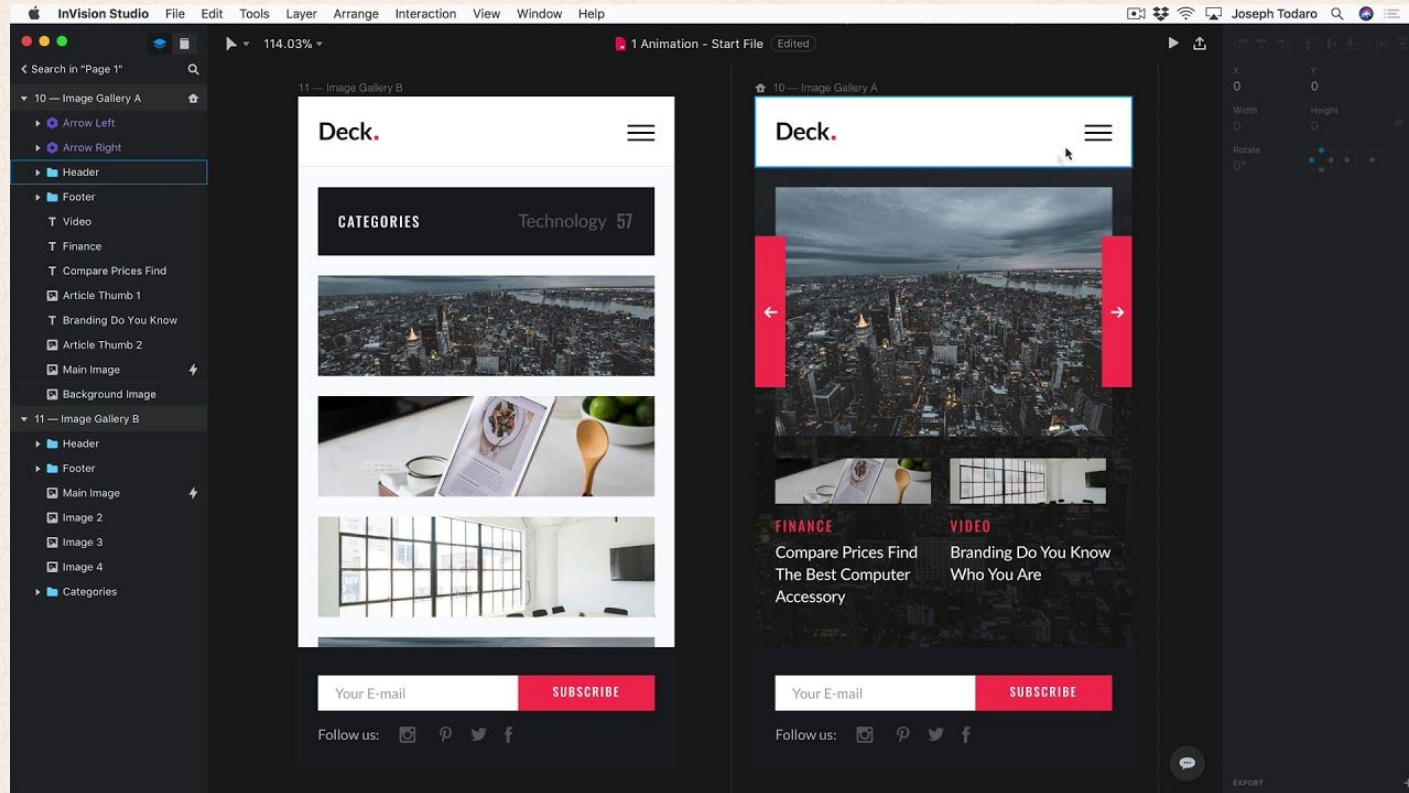 InVision Studio File Edit Tools Layer Arrange Interaction View Window Help Joseph Todaro
114.03% 1 Animation - Start File Edited
Search in "Page 1"
10 — Image Gallery A
Arrow Left
Arrow Right
Header
Footer
Video
Finance
Compare Prices Find
Article Thumb 1
Branding Do You Know
Article Thumb 2
Main Image
Background Image
11 — Image Gallery B
Header
Footer
Main Image
Image 2
Image 3
Image 4
Categories
11 — Image Gallery B
Deck.
CATEGORIES Technology 57
Your E-mail SUBSCRIBE
Follow us:
10 — Image Gallery A
Deck.
FINANCE
Compare Prices Find
The Best Computer
Accessory
VIDEO
Branding Do You Know
Who You Are
Your E-mail SUBSCRIBE
Follow us:
X Y
0 0
Width Height
0 0
Rotate
0°
EXPORT